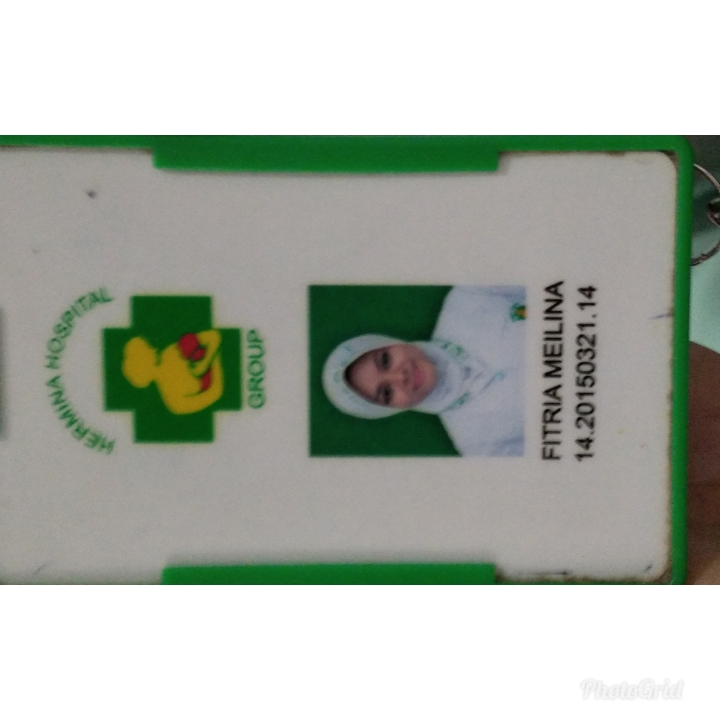 HERMINA HOSPITAL
GROUP
FITRIA MEILINA
14.20150321.14
PhotoGrid